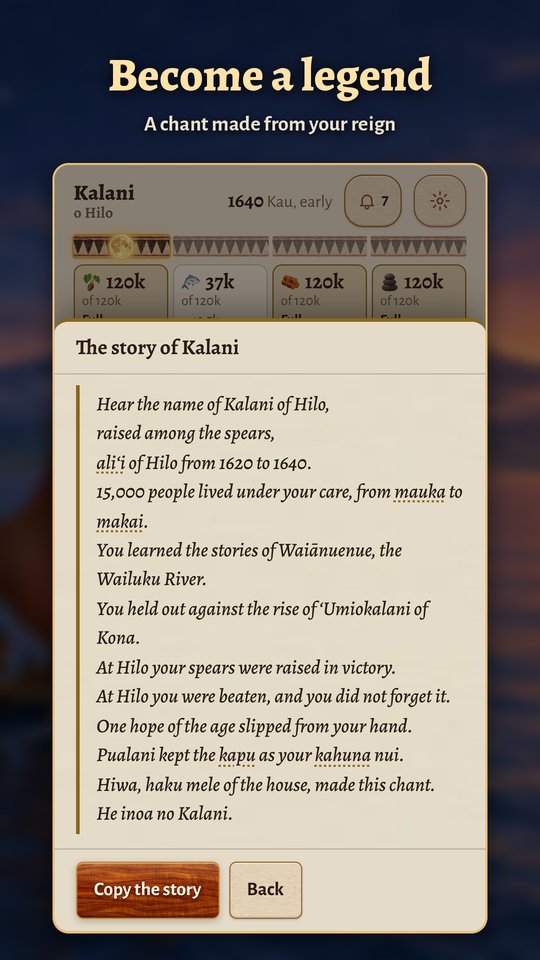 Become a legend
A chant made from your reign
Kalani
o Hilo
1640 Kau, early
7
120k
of 120k
37k
120k
of 120k
120k
of 120k
The story of Kalani
Hear the name of Kalani of Hilo,
raised among the spears,
aliʻi of Hilo from 1620 to 1640.
15,000 people lived under your care, from mauka to
makai.
You learned the stories of Waiānuenue, the
Wailuku River.
You held out against the rise of ʻUmiokalani of
Kona.
At Hilo your spears were raised in victory.
At Hilo you were beaten, and you did not forget it.
One hope of the age slipped from your hand.
Pualani kept the kapu as your kahuna nui.
Hiwa, haku mele of the house, made this chant.
He inoa no Kalani.
Copy the story
Back